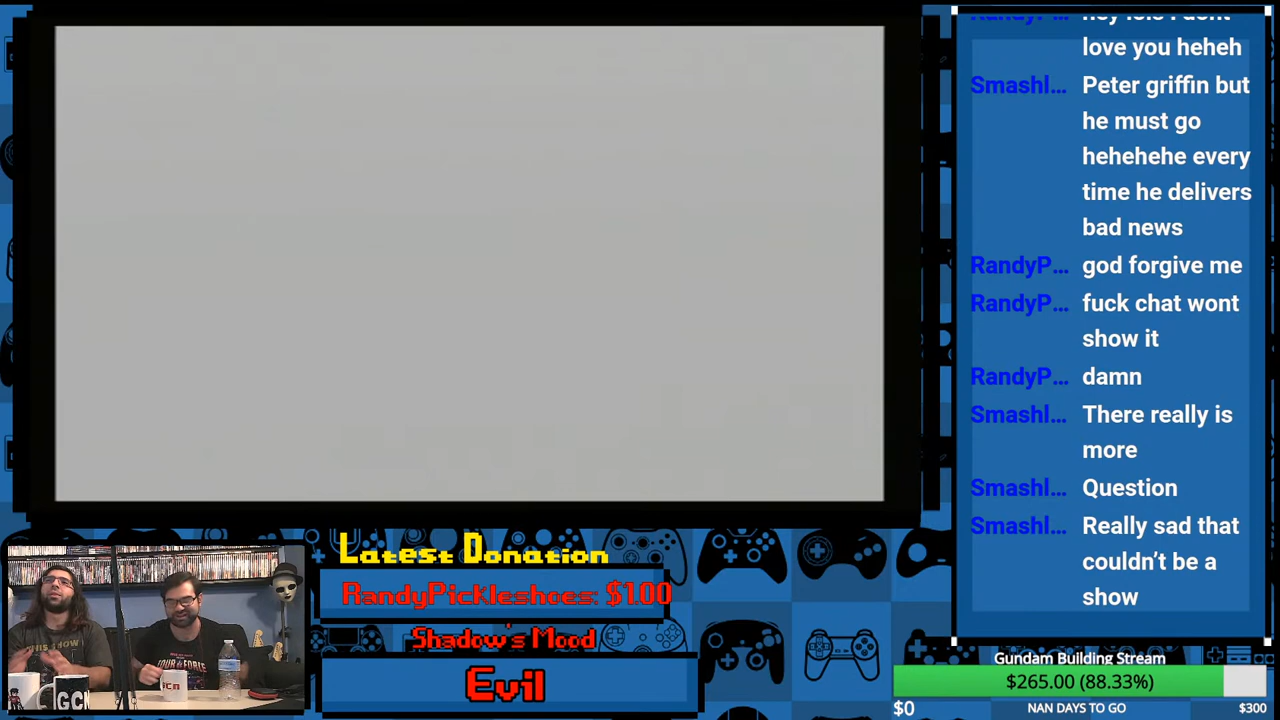 love you heheh
Smashl... Peter griffin but
he must go
hehehehe every
time he delivers
bad news
RandyP... god forgive me
RandyP... fuck chat wont
show it
RandyP... damn
Smashl... There really is
more
Smashl... Question
Smashl... Really sad that
couldn't be a
show
Latest Donation
RandyPickleshoes: $1.00
Shadow's Mood
Evil
GCN
Gundam Building Stream
$265.00 (88.33%)
$0 NAN DAYS TO GO $300